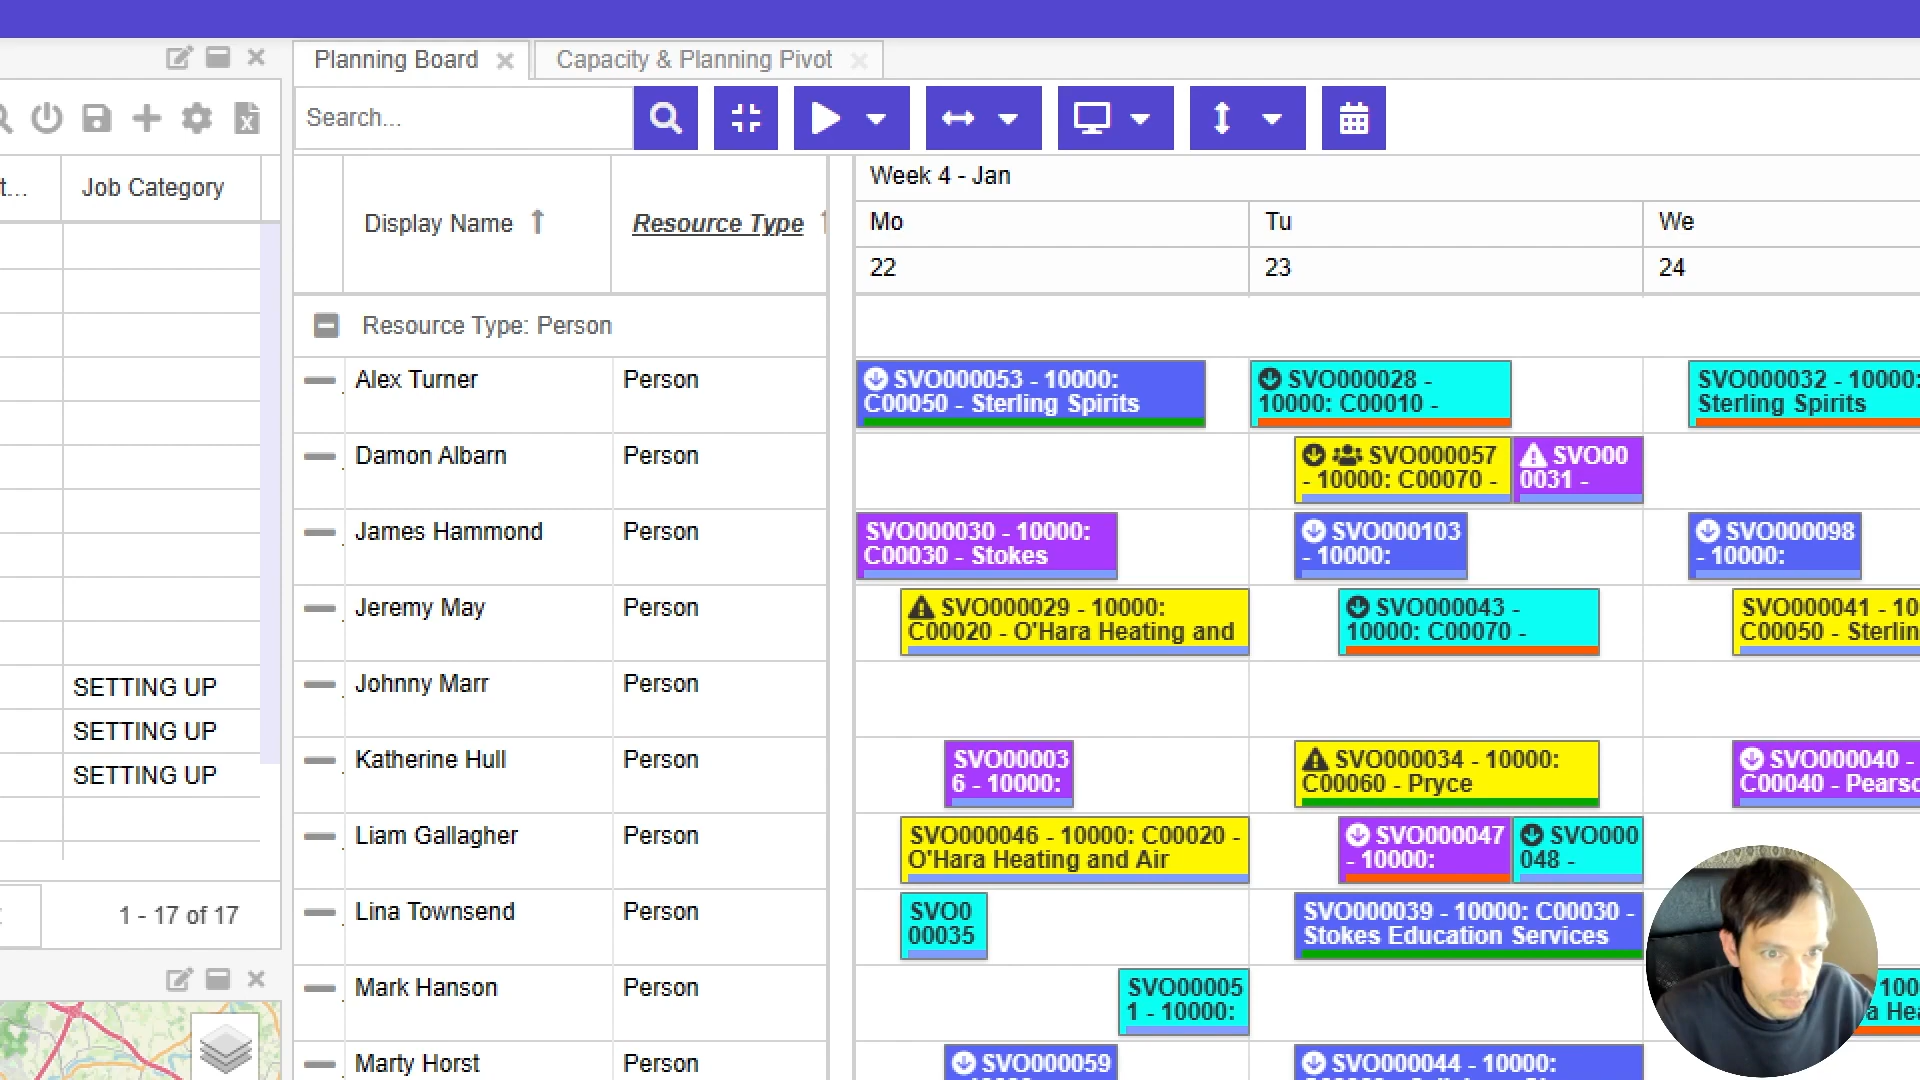 Planning Board
Capacity & Planning Pivot
Search...
t...
Job Category
Display Name
Resource Type
Week 4 - Jan
Mo
Tu
We
22
23
24
Resource Type: Person
Alex Turner
Person
SVO000053 - 10000:
C00050 - Sterling Spirits
SVO000028 -
10000: C00010 -
SVO000032 - 10000:
Sterling Spirits
Damon Albarn
Person
SVO000057
- 10000: C00070 -
SVO00
0031 -
James Hammond
Person
SVO000030 - 10000:
C00030 - Stokes
SVO000103
- 10000:
SVO000098
- 10000:
Jeremy May
Person
SVO000029 - 10000:
C00020 - O'Hara Heating and
SVO000043 -
10000: C00070 -
SVO000041 - 10
C00050 - Sterlin
Johnny Marr
Person
SETTING UP
SETTING UP
SETTING UP
Katherine Hull
Person
SVO00003
6 - 10000:
SVO000034 - 10000:
C00060 - Pryce
SVO000040 -
C00040 - Pearso
Liam Gallagher
Person
SVO000046 - 10000: C00020 -
O'Hara Heating and Air
SVO000047
- 10000:
SVO000
048 -
1 - 17 of 17
Lina Townsend
Person
SVO0
00035
SVO000039 - 10000: C00030 -
Stokes Education Services
Mark Hanson
Person
SVO00005
1 - 10000:
100
a Hea
Marty Horst
Person
SVO000059
SVO000044 - 10000: